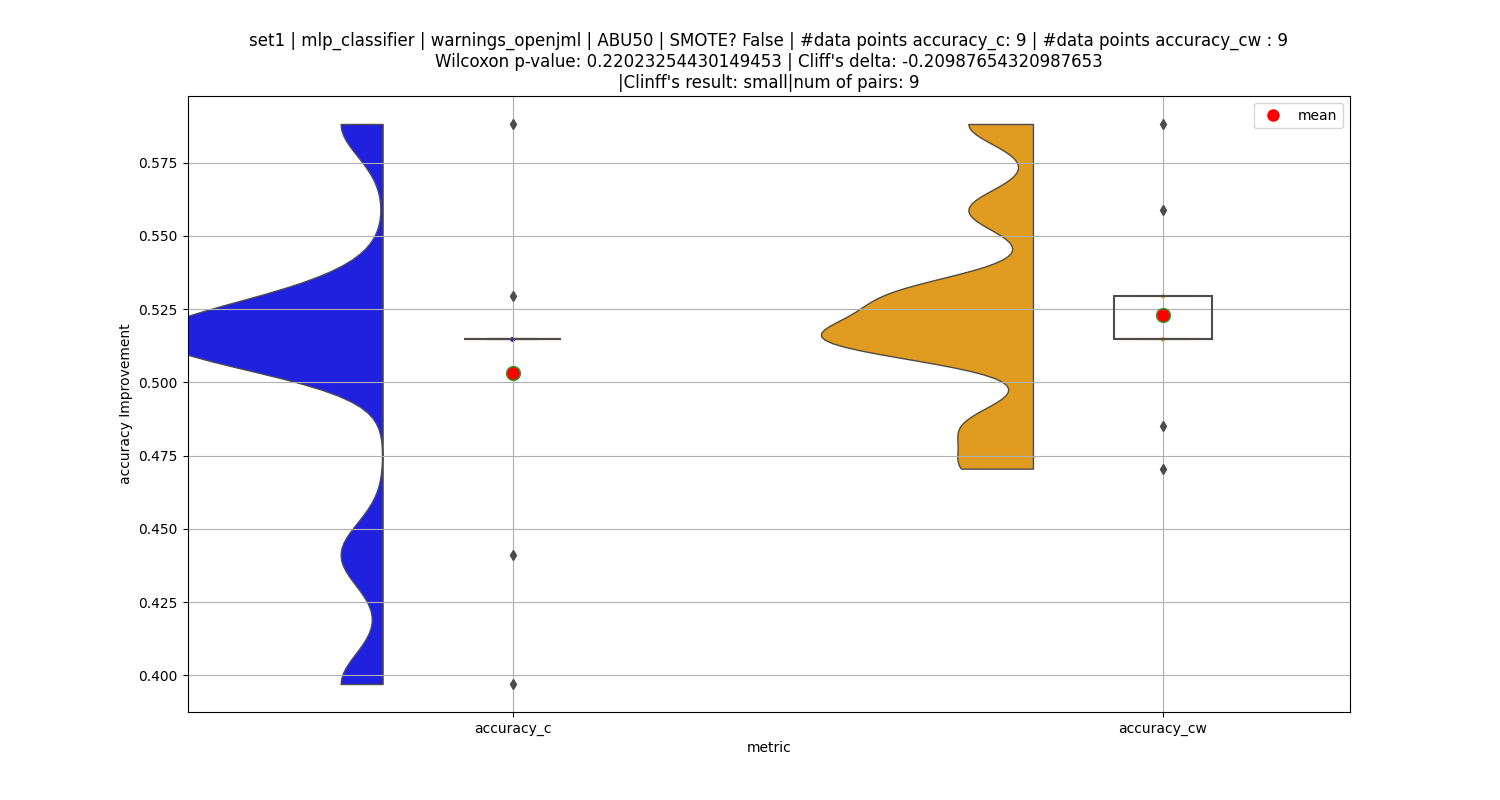 set1 | mlp_classifier | warnings_openjml | ABU50 | SMOTE? False | #data points accuracy_c: 9 | #data points accuracy_cw : 9
Wilcoxon p-value: 0.22023254430149453 | Cliff's delta: -0.20987654320987653
|Clinff's result: small|num of pairs: 9
mean
0.575
0.550
0.525
0.500
0.475
0.450
0.425
0.400
accuracy Improvement
accuracy_c
accuracy_cw
metric